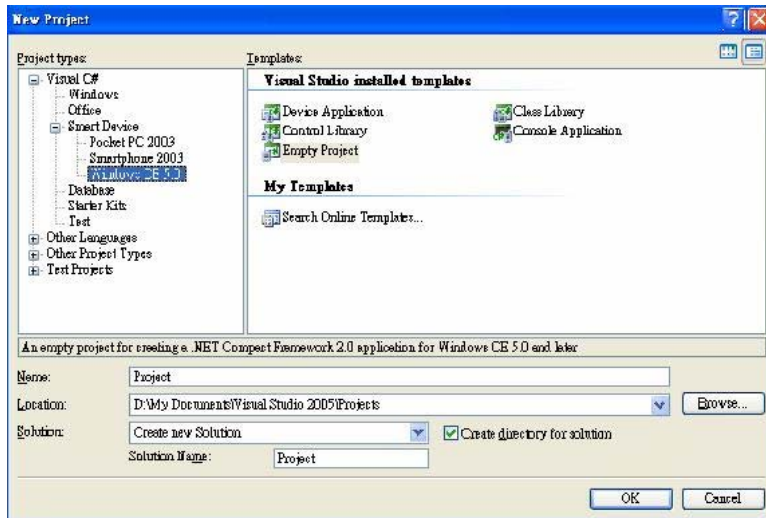 New Project
Project types:
Templates:
Visual C#
Windows
Office
Smart Device
Pocket PC 2003
Smartphone 2003
Windows CE 5.0
Database
Starter Kits
Test
Other Languages
Other Project Types
Test Projects
Visual Studio installed templates
Device Application
Class Library
Control Library
Console Application
Empty Project
My Templates
Search Online Templates...
An empty project for creating a .NET Compact Framework 2.0 application for Windows CE 5.0 and later
Name: Project
Location: D:\My Documents\Visual Studio 2005\Projects Browse...
Solution: Create new Solution Create directory for solution
Solution Name: Project
OK Cancel